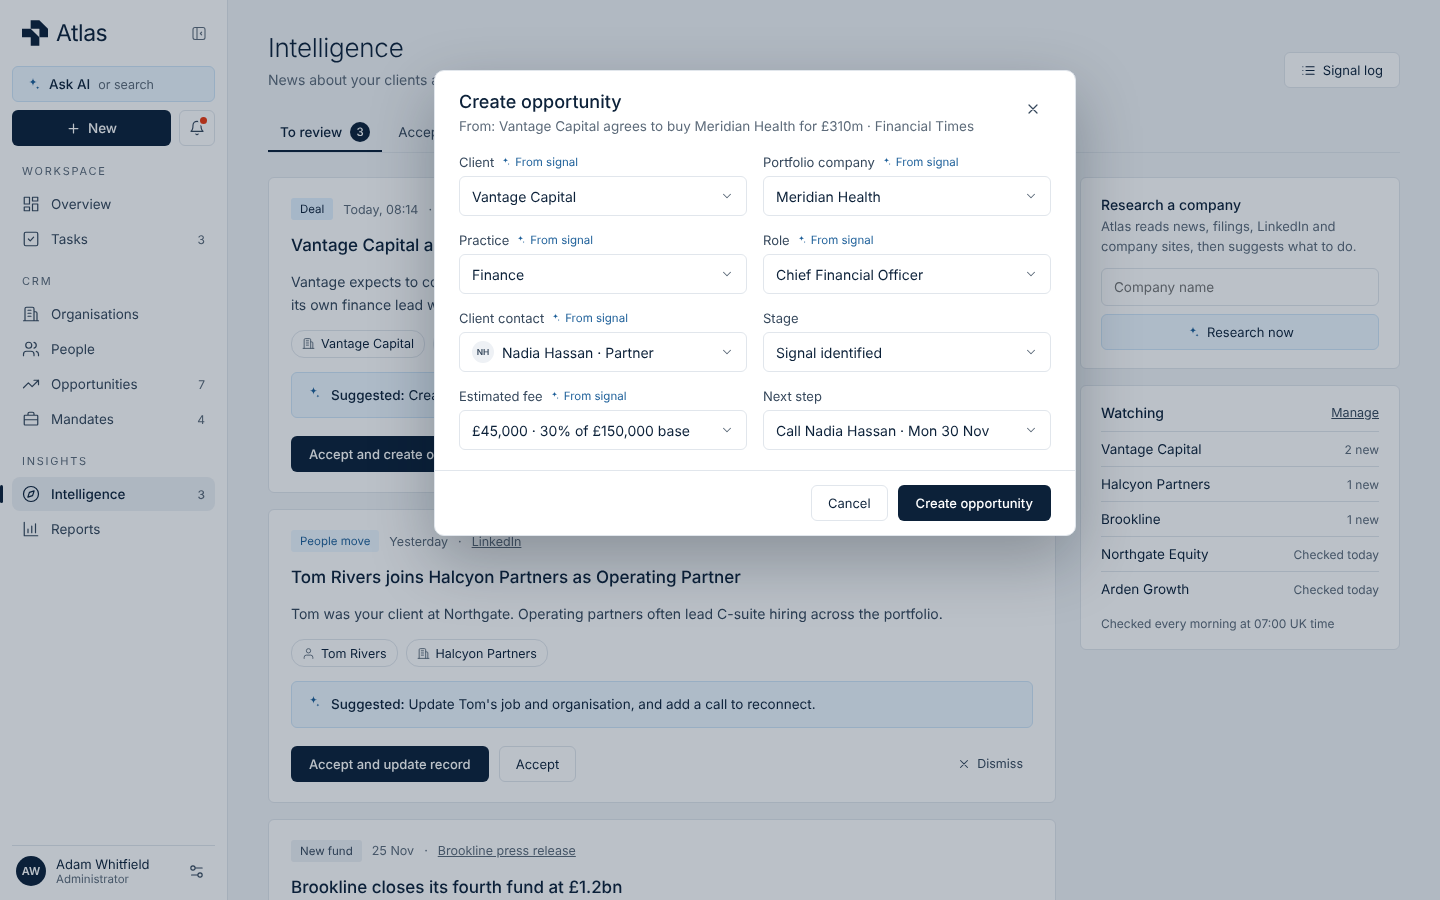 Atlas
Ask AI or search
New
WORKSPACE
Overview
Tasks 3
CRM
Organisations
People
Opportunities 7
Mandates 4
INSIGHTS
Intelligence 3
Reports
AW
Adam Whitfield
Administrator
Intelligence
News about your clients
Signal log
To review 3
Accep
Create opportunity
From: Vantage Capital agrees to buy Meridian Health for £310m · Financial Times
Client From signal
Vantage Capital
Portfolio company From signal
Meridian Health
Practice From signal
Finance
Role From signal
Chief Financial Officer
Client contact From signal
NH Nadia Hassan · Partner
Stage
Signal identified
Estimated fee From signal
£45,000 · 30% of £150,000 base
Next step
Call Nadia Hassan · Mon 30 Nov
Cancel
Create opportunity
Deal Today, 08:14 ·
Vantage Capital a
Vantage expects to co
its own finance lead w
Vantage Capital
Suggested: Crea
Accept and create o
People move Yesterday · LinkedIn
Tom Rivers joins Halcyon Partners as Operating Partner
Tom was your client at Northgate. Operating partners often lead C-suite hiring across the portfolio.
Tom Rivers
Halcyon Partners
Suggested: Update Tom's job and organisation, and add a call to reconnect.
Accept and update record
Accept
Dismiss
New fund 25 Nov · Brookline press release
Brookline closes its fourth fund at £1.2bn
Research a company
Atlas reads news, filings, LinkedIn and
company sites, then suggests what to do.
Company name
Research now
Watching Manage
Vantage Capital 2 new
Halcyon Partners 1 new
Brookline 1 new
Northgate Equity Checked today
Arden Growth Checked today
Checked every morning at 07:00 UK time